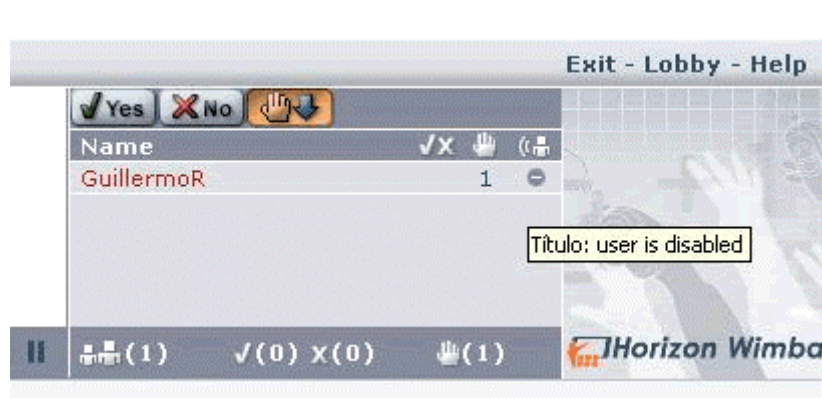 Exit - Lobby - Help
Yes No
Name √X
GuillermoR 1
Título: user is disabled
(1) √(0) X(0) (1)
Horizon Wimba